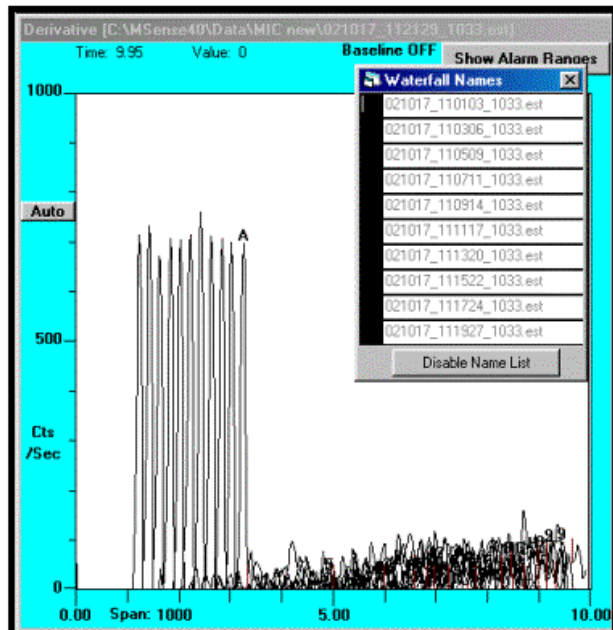 Derivative [C:\MSense40\Data\MIC new\021017_112129_1033.est]
Time: 9.95 Value: 0 Baseline OFF Show Alarm Ranges
Waterfall Names
021017_110103_1033.est
021017_110306_1033.est
021017_110509_1033.est
021017_110711_1033.est
021017_110914_1033.est
021017_111117_1033.est
021017_111320_1033.est
021017_111522_1033.est
021017_111724_1033.est
021017_111927_1033.est
Disable Name List
1000
Auto
A
500
Cts
/Sec
9.9
0
0.00 Span: 1000 5.00 10.00